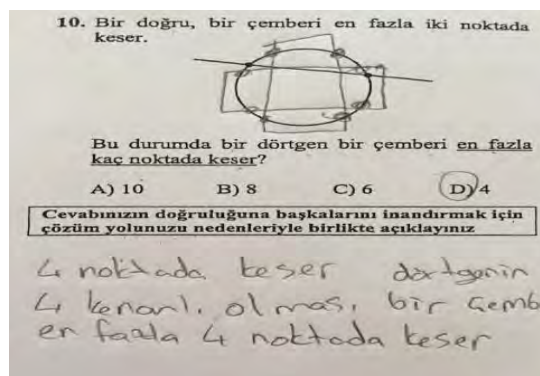 10. Bir doğru, bir çemberi en fazla iki noktada
keser.
Bu durumda bir dörtgen bir çemberi en fazla
kaç noktada keser?
A) 10 B) 8 C) 6 D) 4
Cevabınızın doğruluğuna başkalarını inandırmak için
çözüm yolunuzu nedenleriyle birlikte açıklayınız
4 noktada keser dörtgenin
4 kenarlı olması bir çemb
en fazla 4 noktada keser